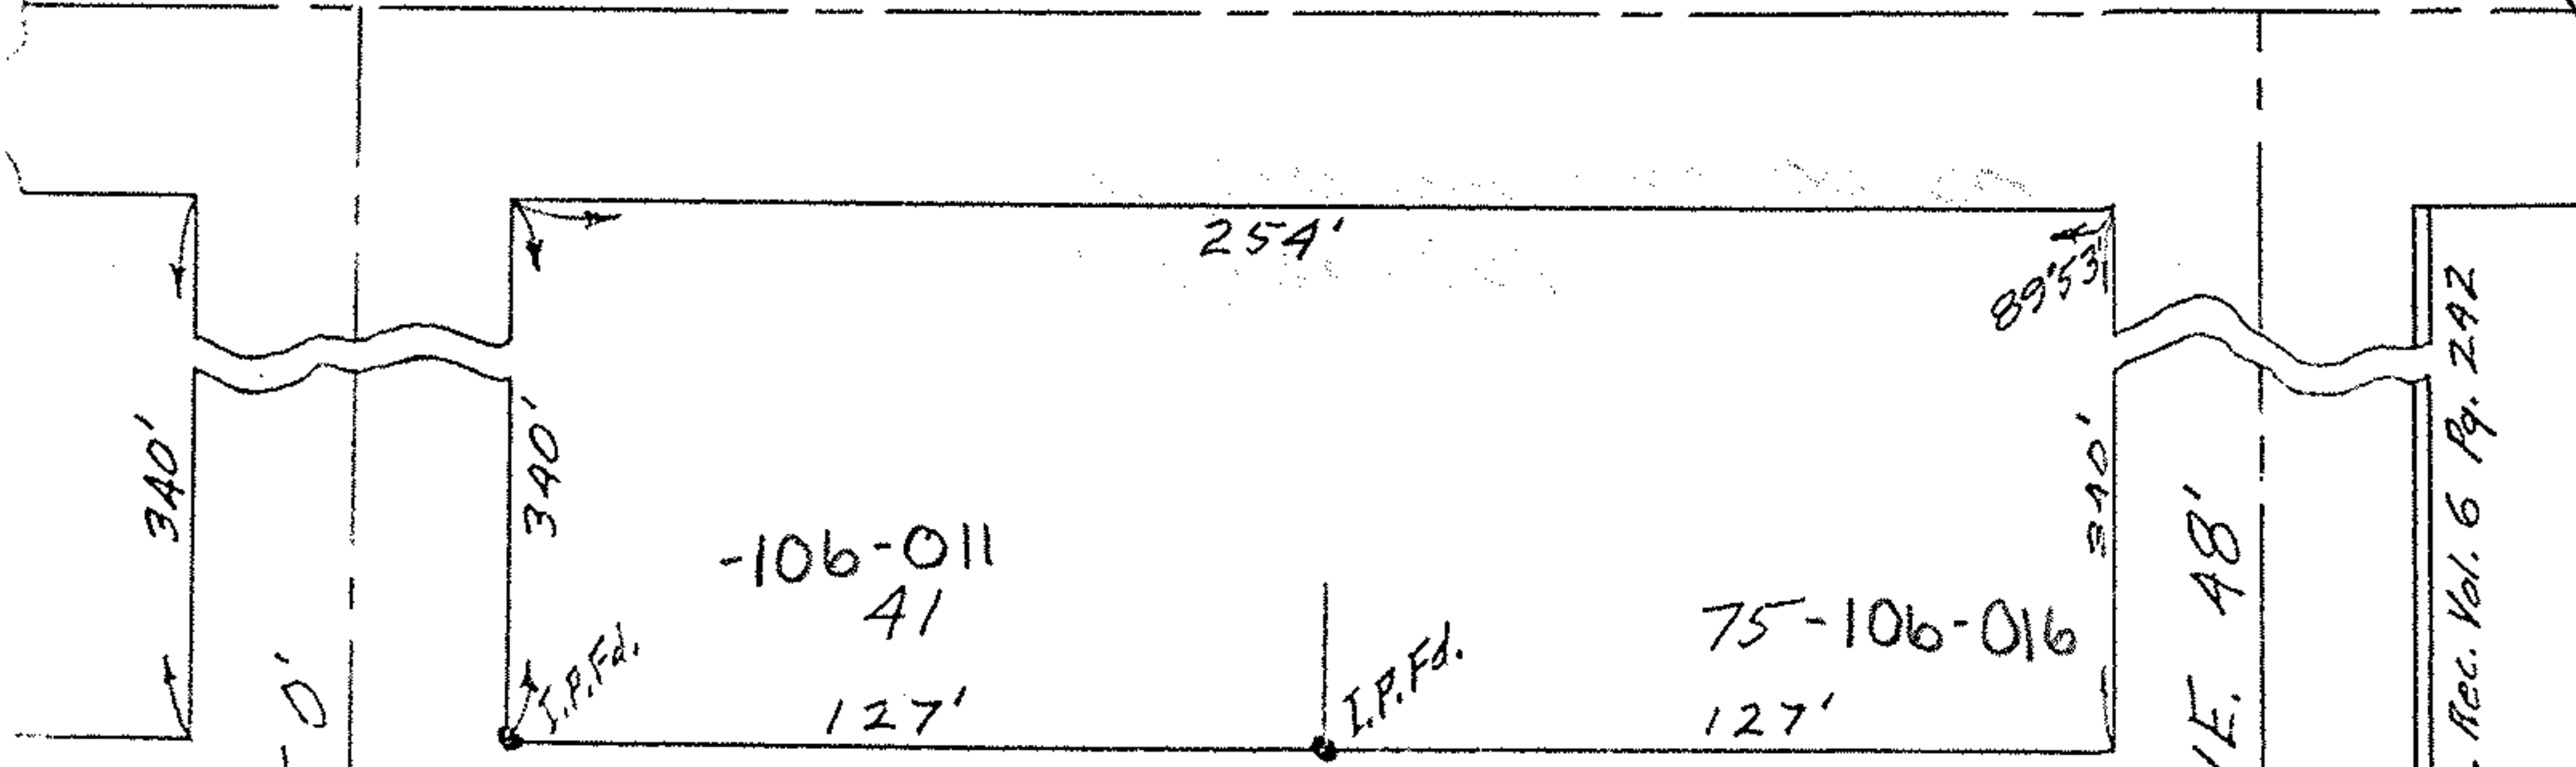 254'
89°53'
340'
340'
340'
-106-011
41
75-106-016
I.P.Fd.
I.P.Fd.
127'
127'
0'
E. 48'
Rec. Vol. 6 Pg. 242